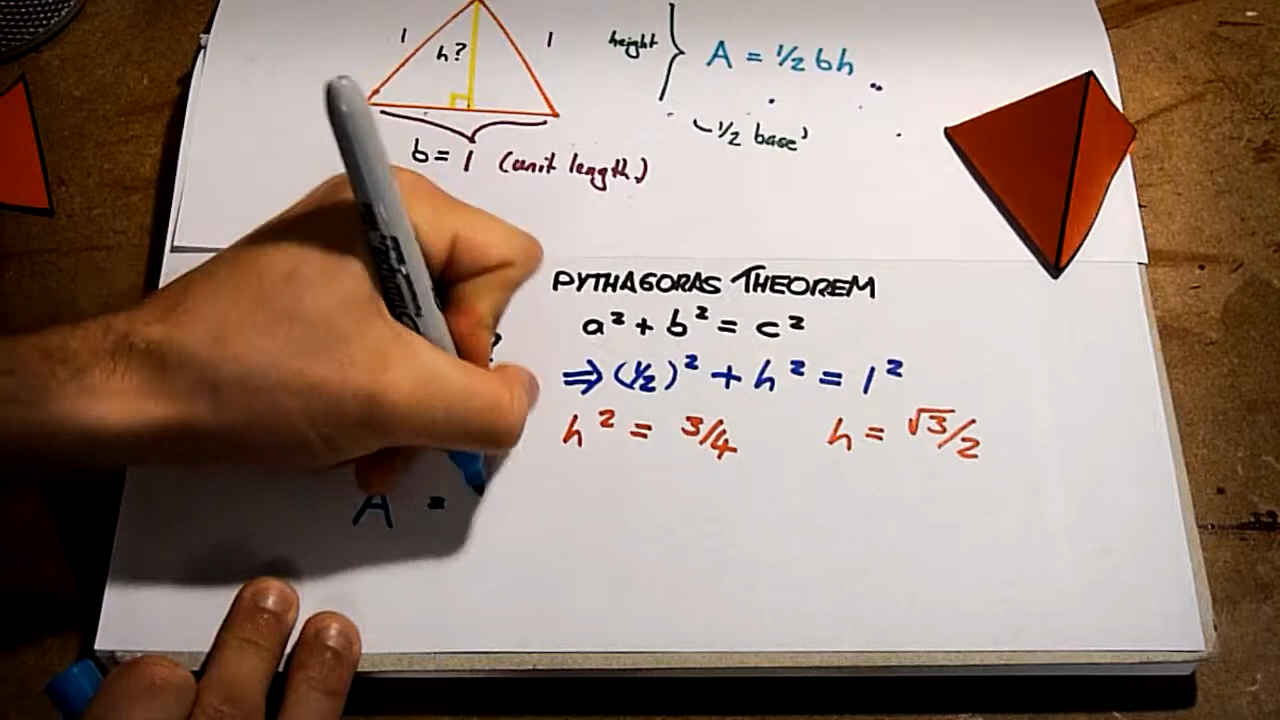 1 h? 1 height A = 1/2 bh
‘1/2 base’
b = 1 (unit length)
PYTHAGORAS THEOREM
a² + b² = c²
?
⇒ (1/2)² + h² = 1²
h² = 3/4 h = √3/2
A =